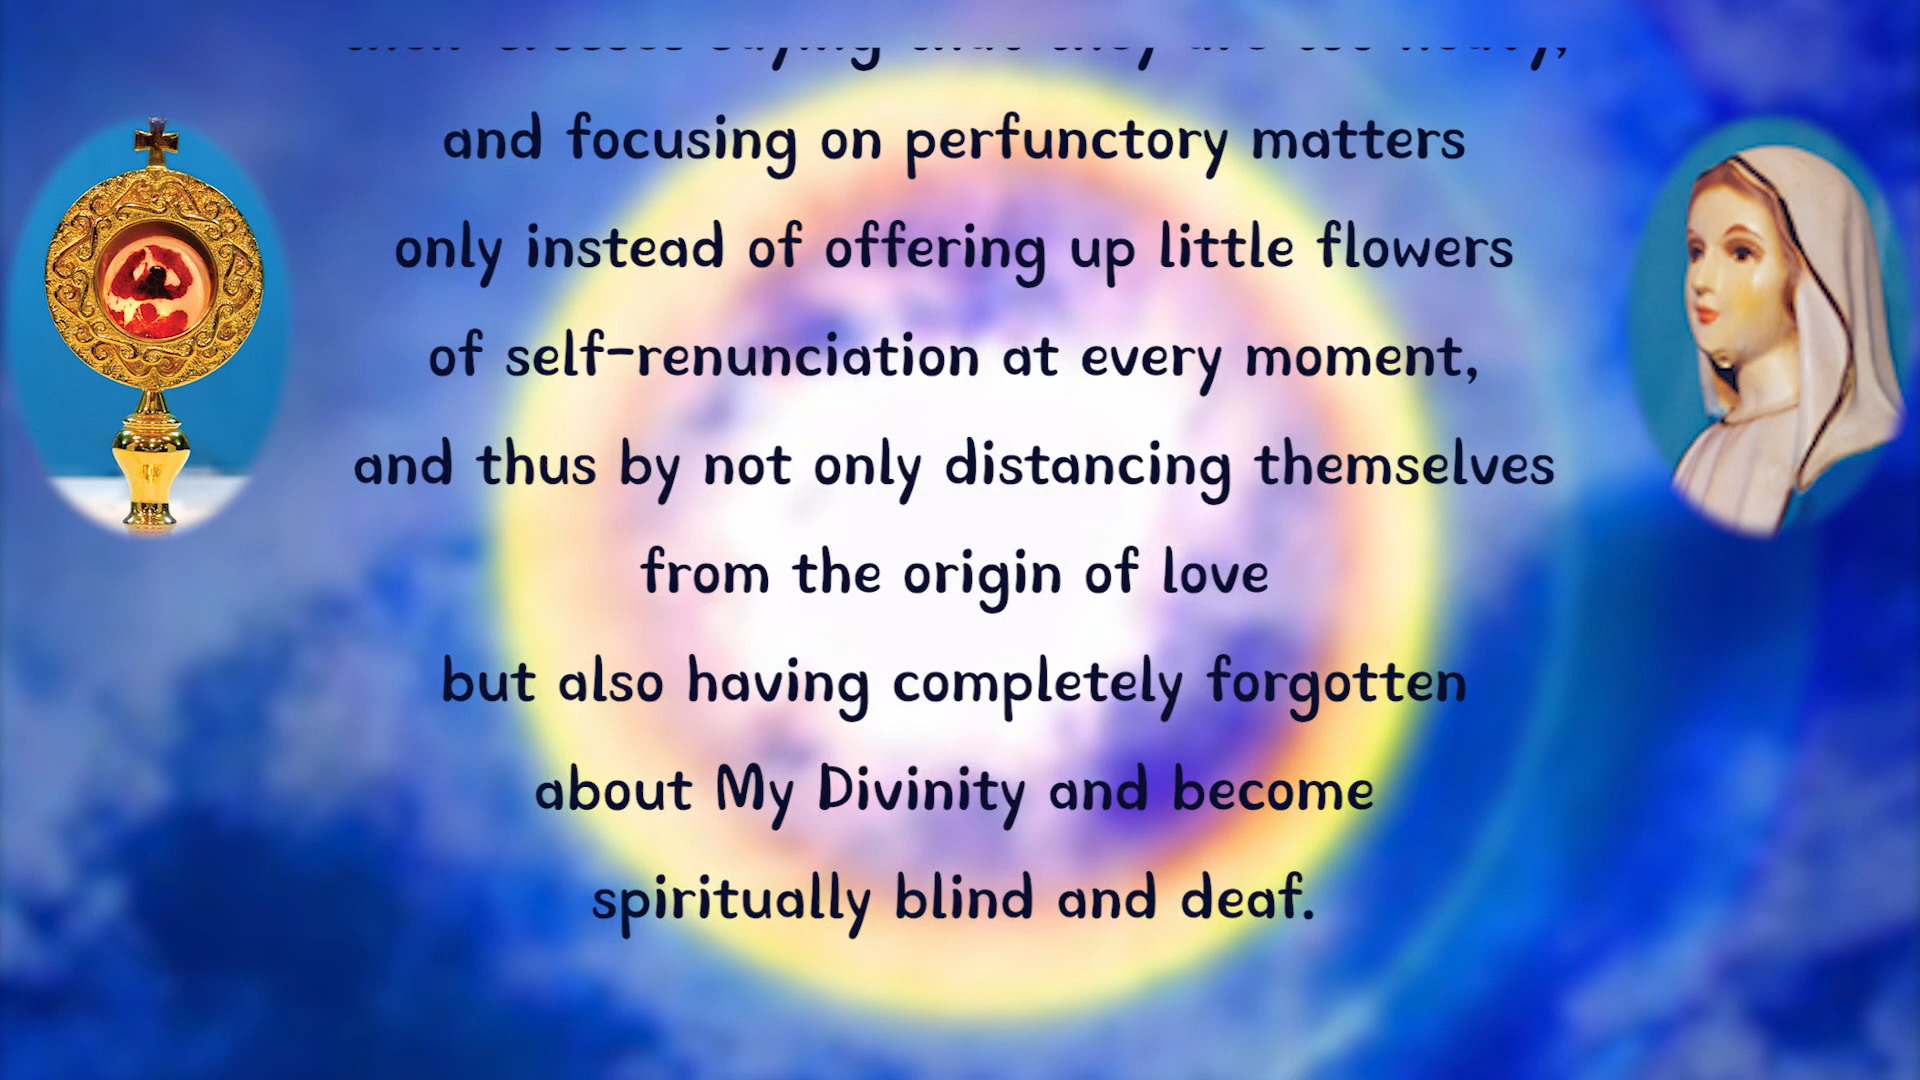 and focusing on perfunctory matters
only instead of offering up little flowers
of self-renunciation at every moment,
and thus by not only distancing themselves
from the origin of love
but also having completely forgotten
about My Divinity and become
spiritually blind and deaf.